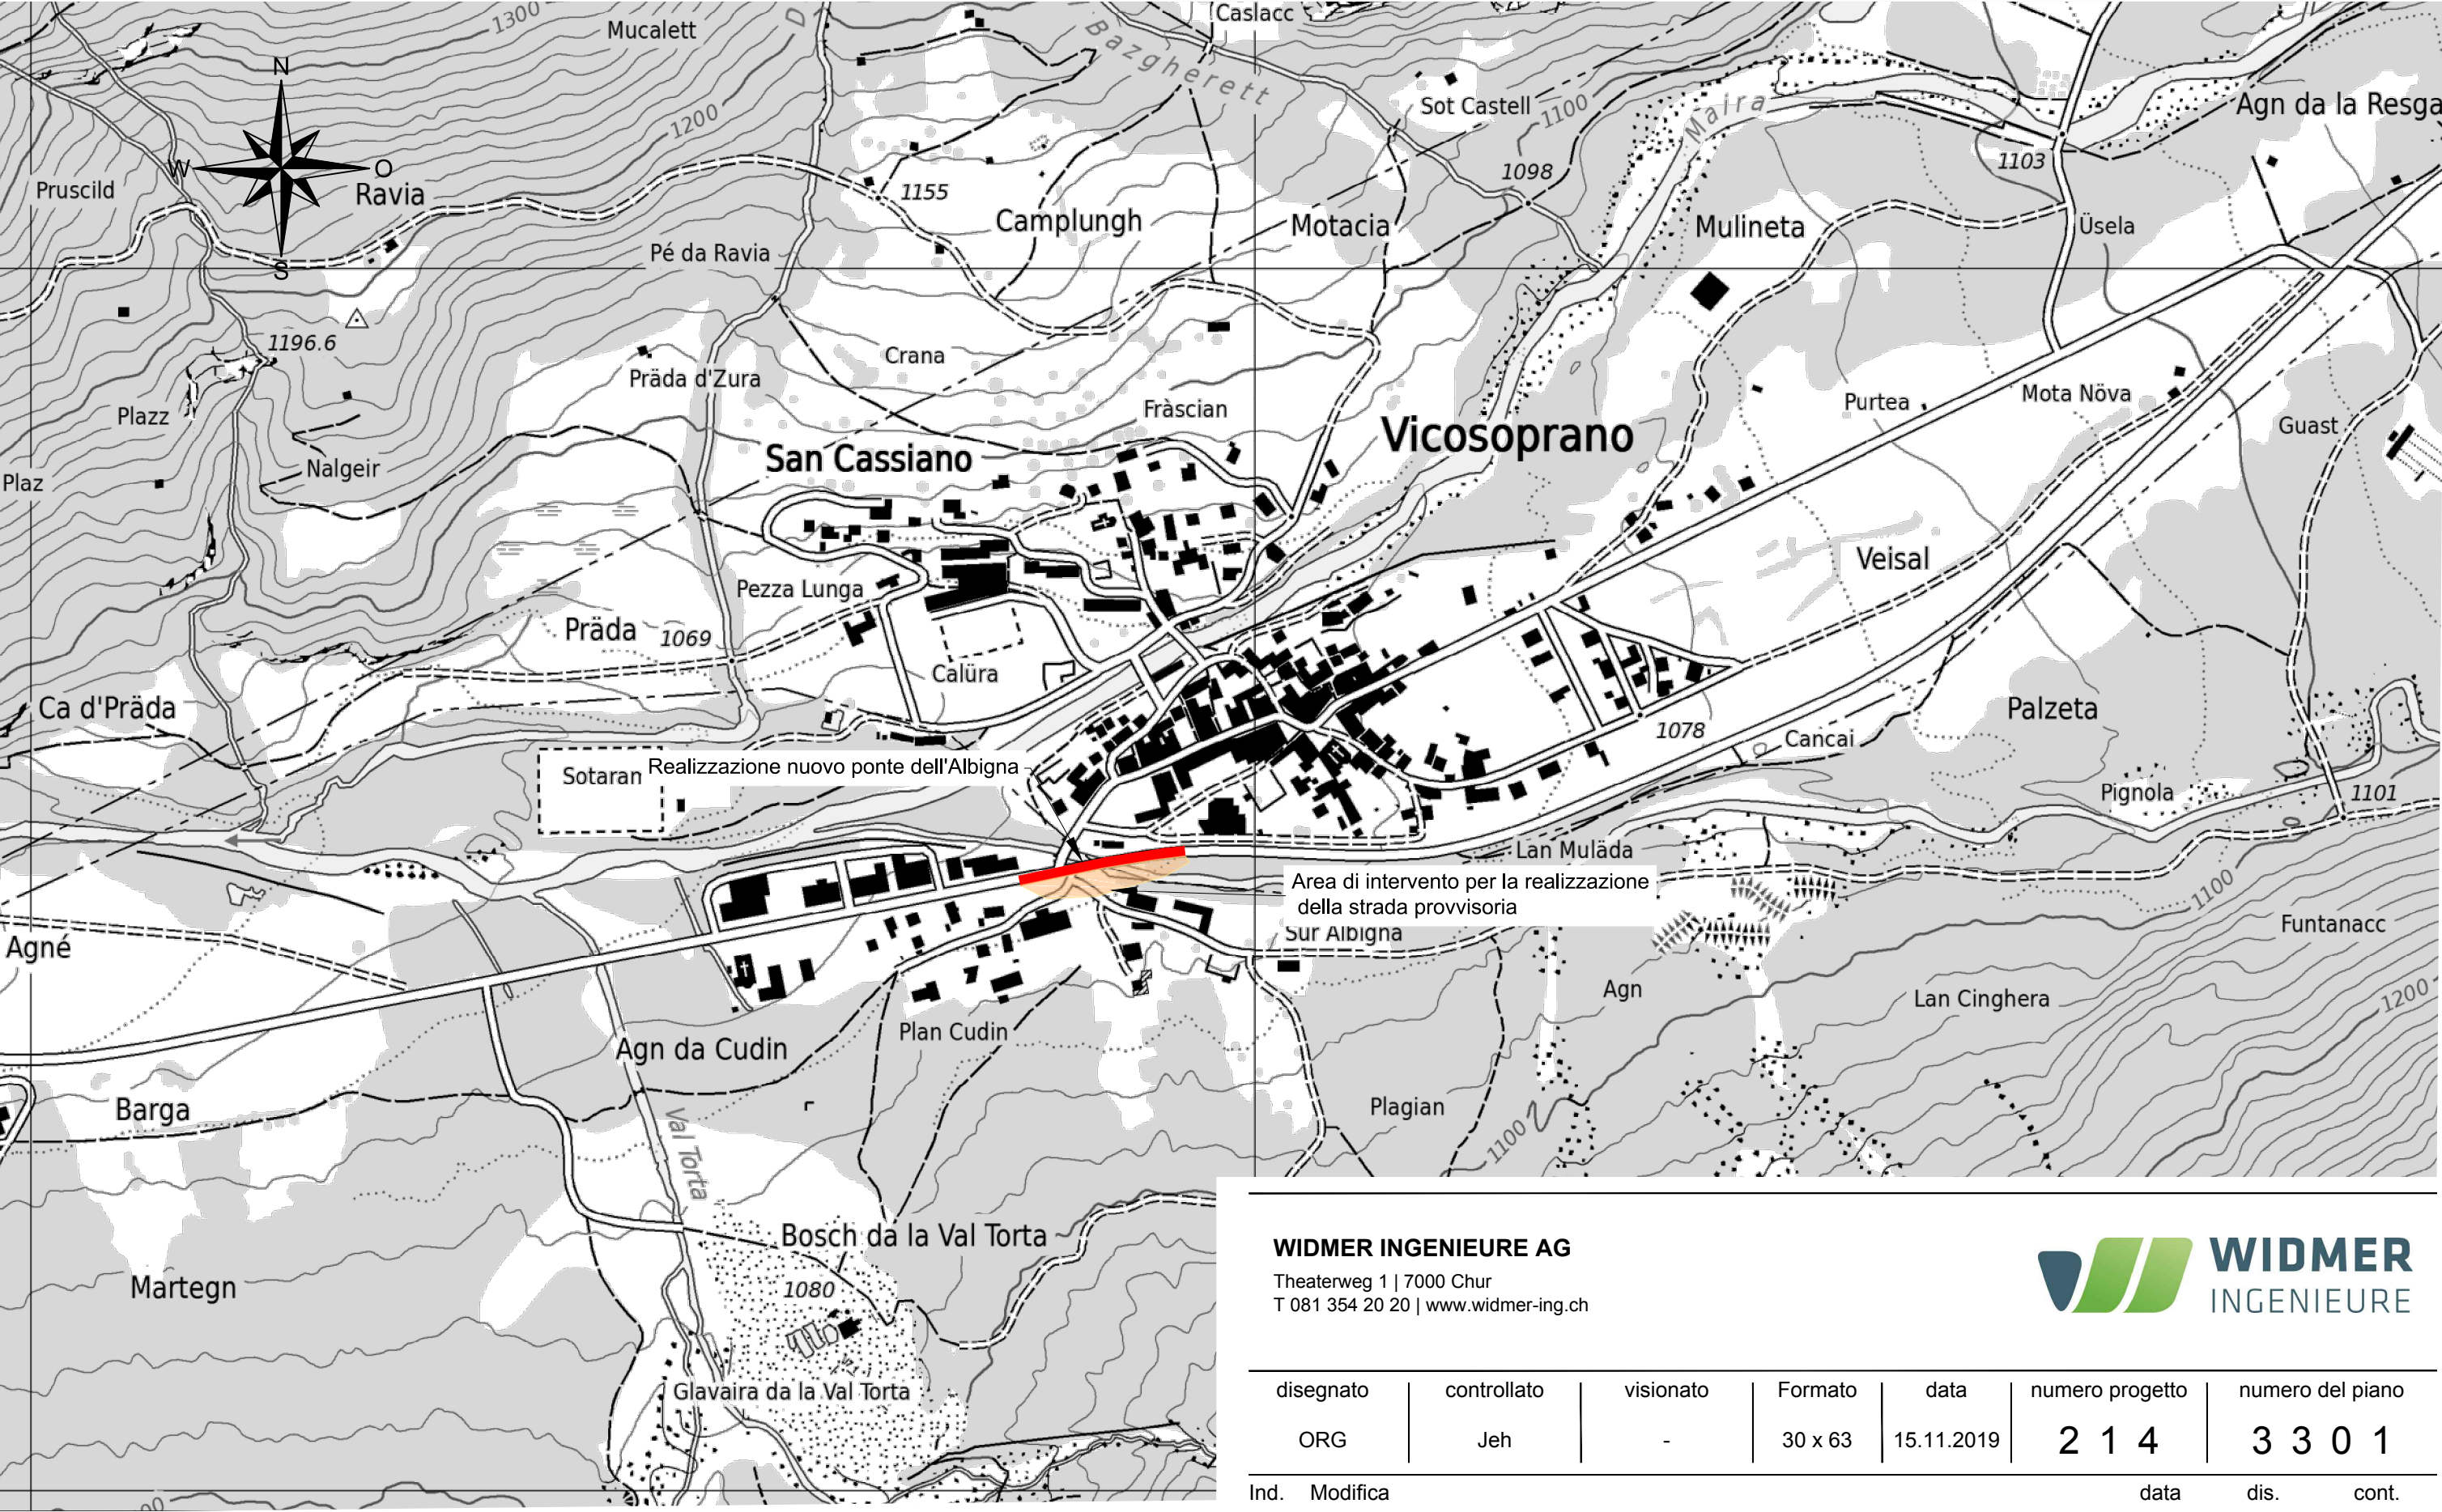 1300
Mucalett
D
Caslacc
Bazgherett
N
1200
Sot Castell
1100
Maira
Agn da la Resga
W
O
Pruscild
Ravia
1155
1098
1103
Camplungh
Motacia
Mulineta
Üsela
Pé da Ravia
S
1196.6
Crana
Präda d'Zura
Plazz
Fràscian
Purtea
Mota Növa
Guast
Vicosoprano
San Cassiano
Nalgeir
Plaz
Veisal
Pezza Lunga
Präda
1069
Calüra
Ca d'Präda
Palzeta
1078
Cancai
Sotaran
Realizzazione nuovo ponte dell'Albigna
Pignola
1101
Lan Muläda
Area di intervento per la realizzazione
della strada provvisoria
1100
Sur Albigna
Funtanacc
Agné
Agn
Lan Cinghera
1200
Plan Cudin
Agn da Cudin
Barga
Plagian
Val Torta
1100
Bosch da la Val Torta
1080
Martegn
Glavaira da la Val Torta
WIDMER INGENIEURE AG
Theaterweg 1 | 7000 Chur
T 081 354 20 20 | www.widmer-ing.ch
WIDMER
INGENIEURE
disegnato controllato visionato Formato data numero progetto numero del piano
ORG Jeh - 30 x 63 15.11.2019 2 1 4 3 3 0 1
Ind. Modifica data dis. cont.